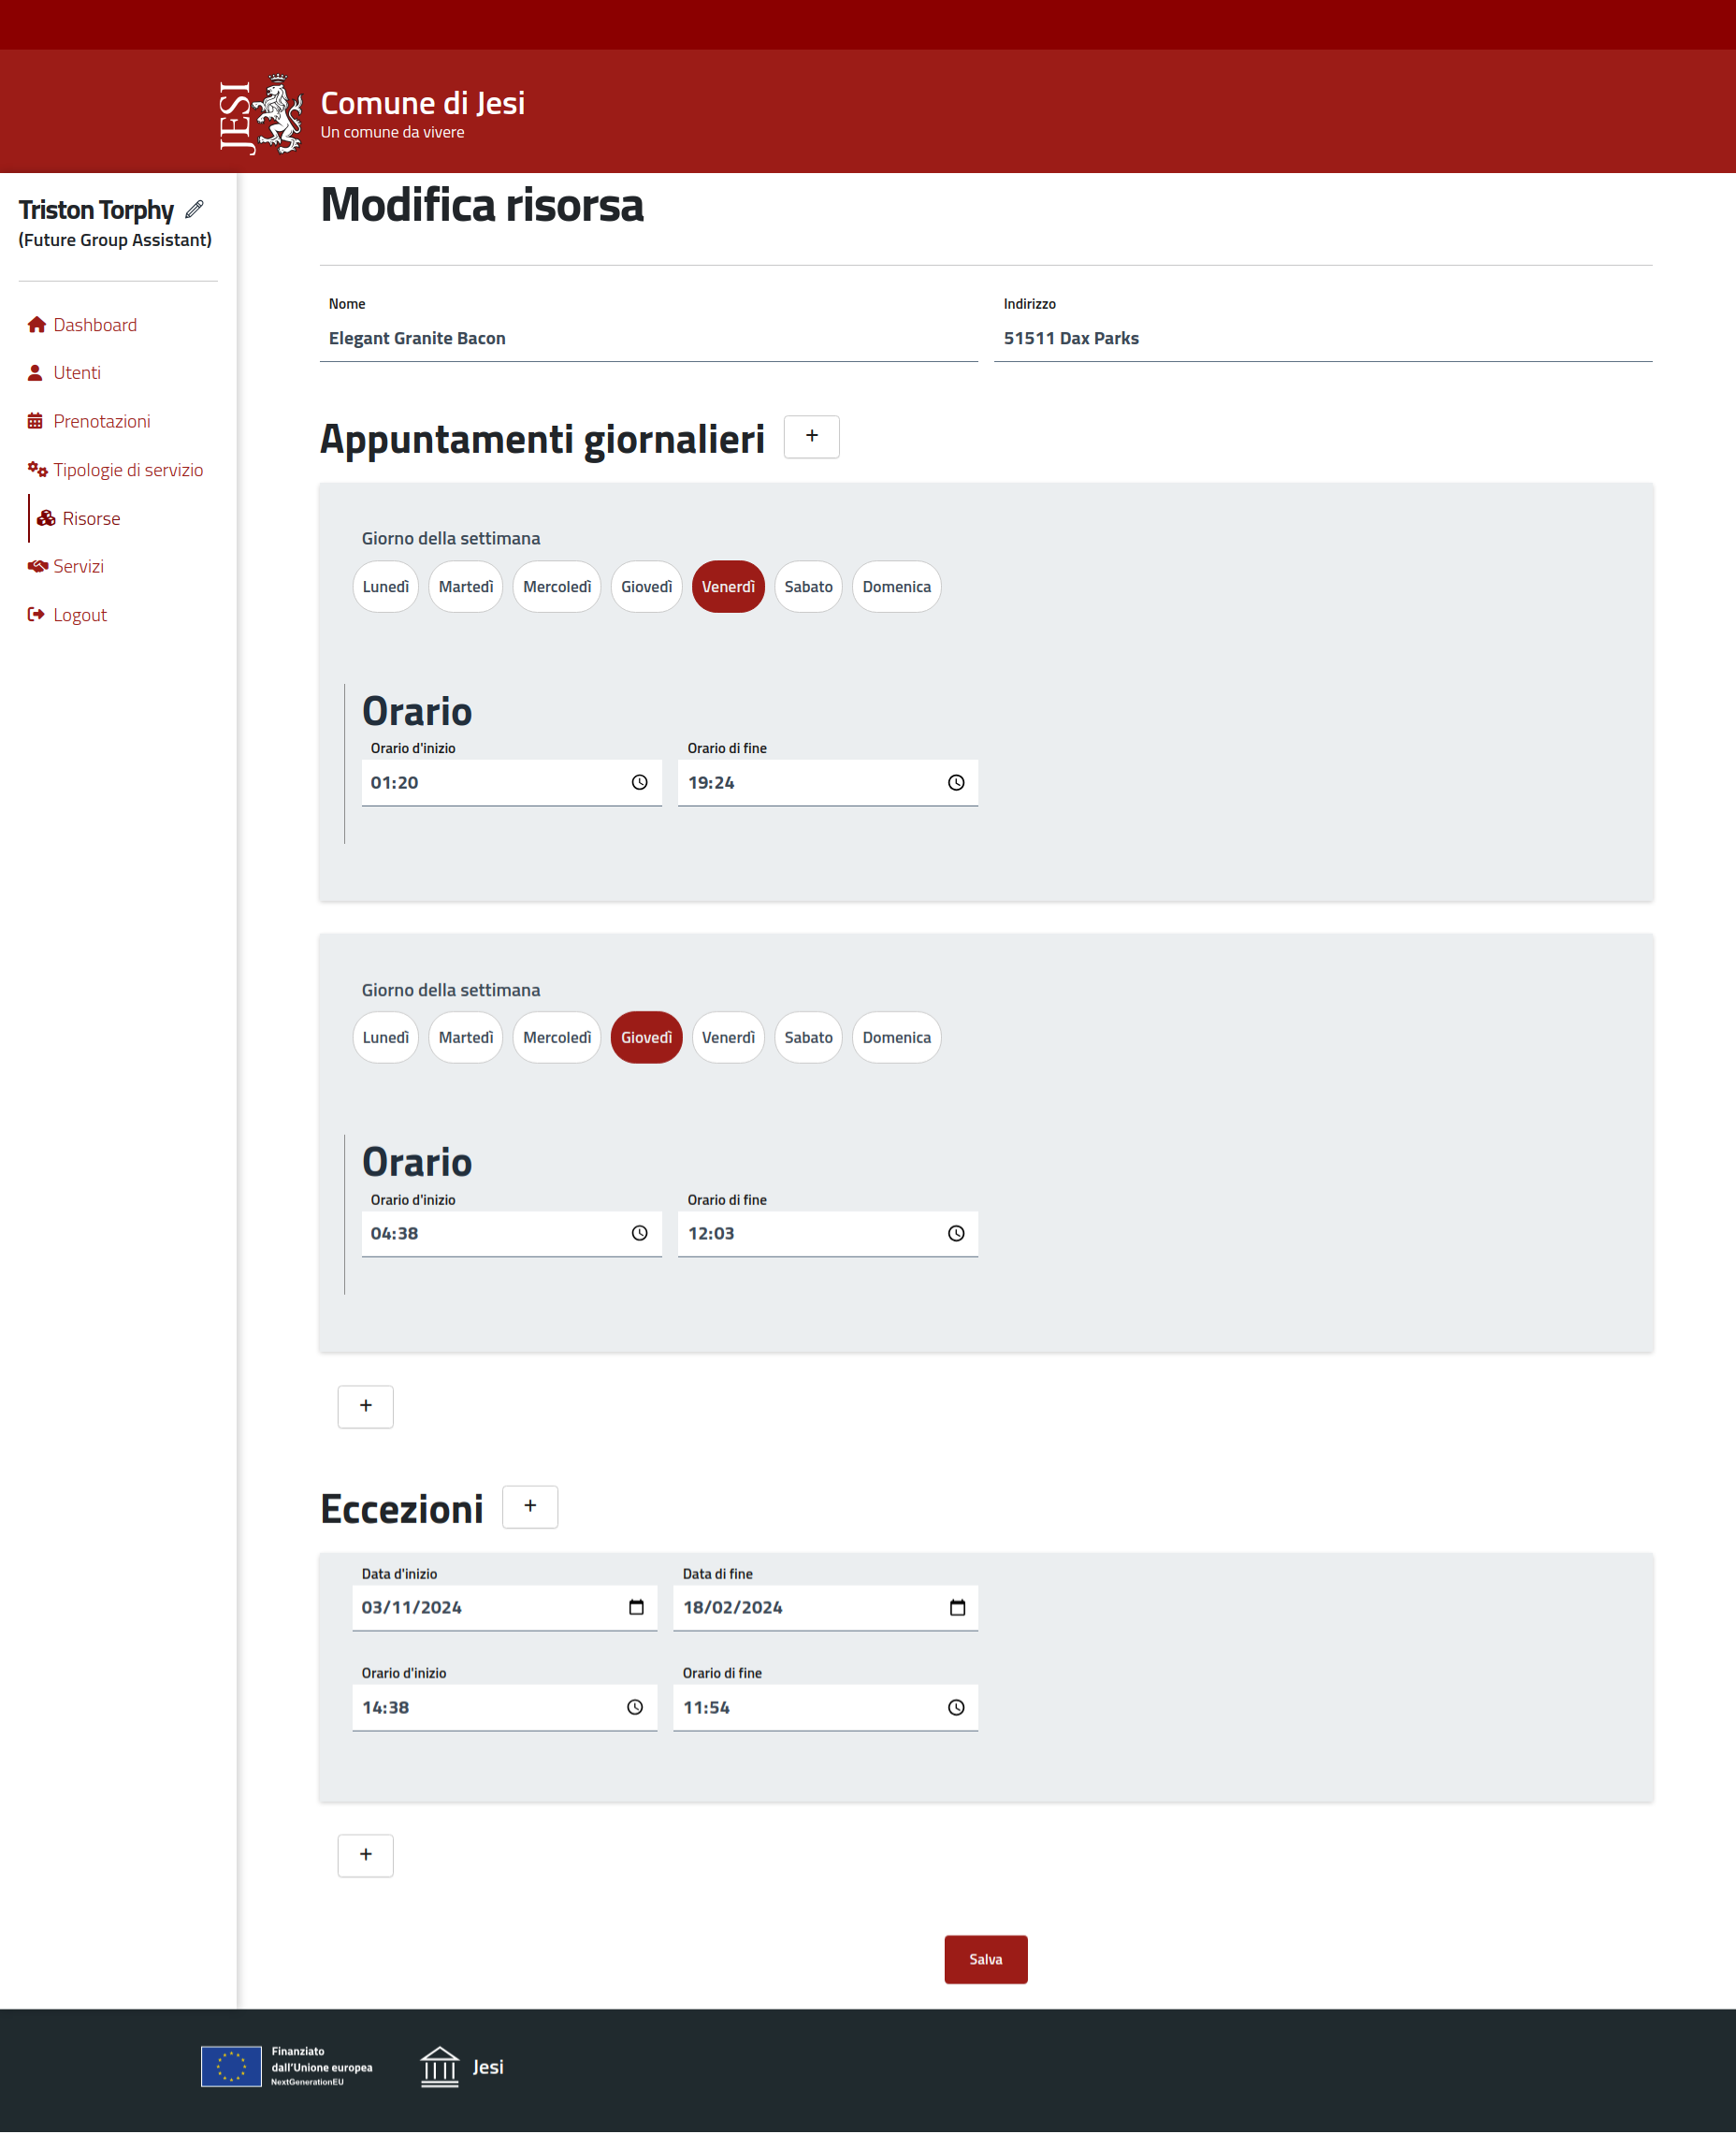 JESI
Comune di Jesi
Un comune da vivere
Triston Torphy
(Future Group Assistant)
Dashboard
Utenti
Prenotazioni
Tipologie di servizio
Risorse
Servizi
Logout
Modifica risorsa
Nome Indirizzo
Elegant Granite Bacon 51511 Dax Parks
Appuntamenti giornalieri +
Giorno della settimana
Lunedì Martedì Mercoledì Giovedì Venerdì Sabato Domenica
Orario
Orario d'inizio Orario di fine
01:20 19:24
Giorno della settimana
Lunedì Martedì Mercoledì Giovedì Venerdì Sabato Domenica
Orario
Orario d'inizio Orario di fine
04:38 12:03
+
Eccezioni +
Data d'inizio Data di fine
03/11/2024 18/02/2024
Orario d'inizio Orario di fine
14:38 11:54
+
Salva
Finanziato
dall'Unione europea
NextGenerationEU
Jesi